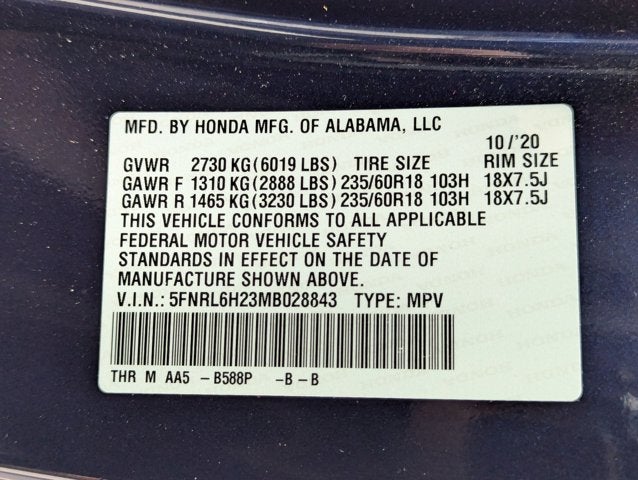 MFD. BY HONDA MFG. OF ALABAMA, LLC
10/'20
GVWR 2730 KG(6019 LBS) TIRE SIZE RIM SIZE
GAWR F 1310 KG(2888 LBS) 235/60R18 103H 18X7.5J
GAWR R 1465 KG(3230 LBS) 235/60R18 103H 18X7.5J
THIS VEHICLE CONFORMS TO ALL APPLICABLE
FEDERAL MOTOR VEHICLE SAFETY
STANDARDS IN EFFECT ON THE DATE OF
MANUFACTURE SHOWN ABOVE.
V.I.N.: 5FNRL6H23MB028843 TYPE: MPV
THR M AA5 -B588P -B-B